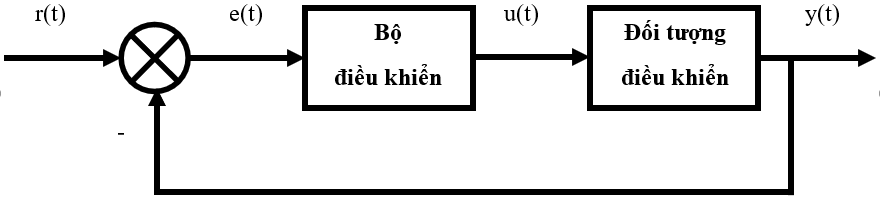 r(t)
e(t)
Bộ
điều khiển
u(t)
Đối tượng
điều khiển
y(t)
-